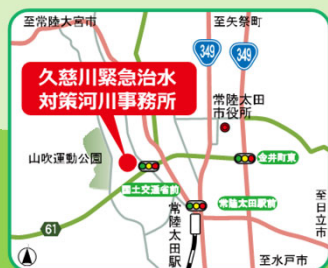 至常陸大宮市
至矢祭町
349
349
久慈川緊急治水
対策河川事務所
常陸太田
市役所
山吹運動公園
金井町東
国土交通省前
常陸太田駅前
至日立市
61
常陸太田駅
至水戸市